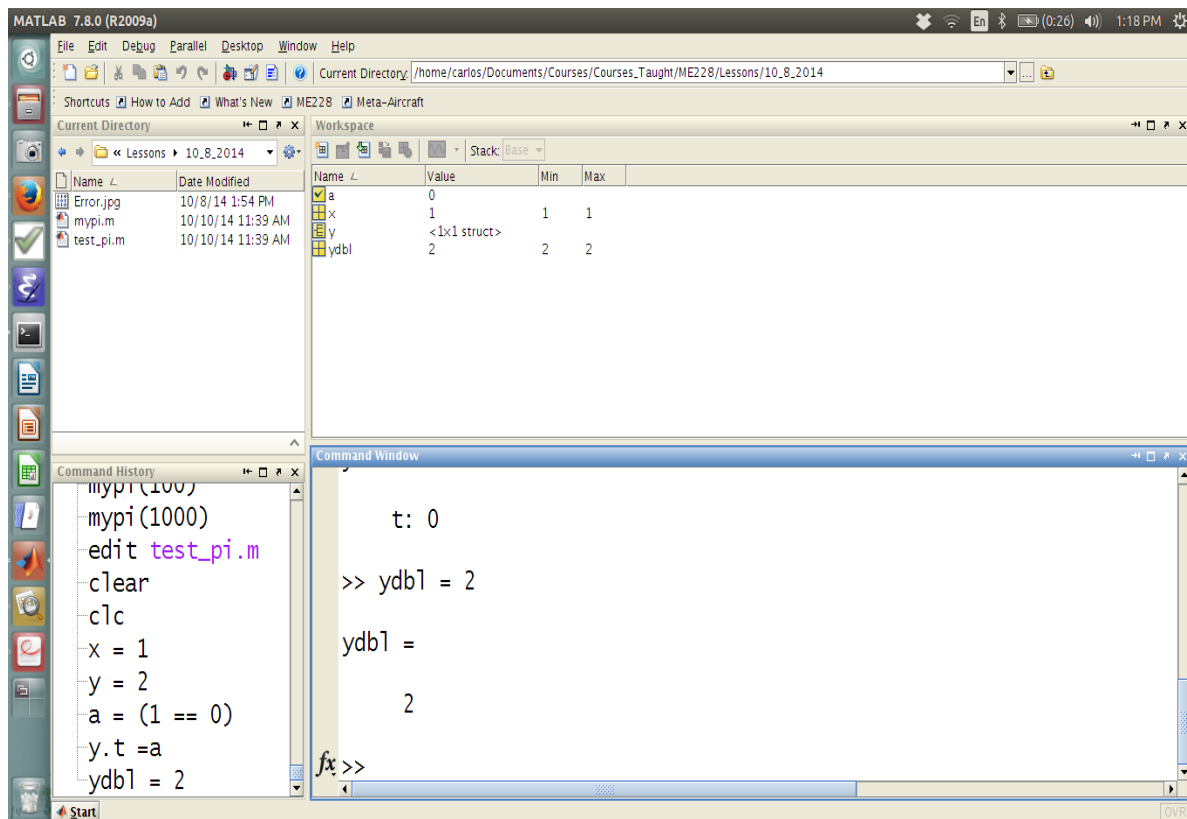 MATLAB 7.8.0 (R2009a)
En (0:26) 1:18 PM
File Edit Debug Parallel Desktop Window Help
Current Directory: /home/carlos/Documents/Courses/Courses_Taught/ME228/Lessons/10_8_2014 ...
Shortcuts How to Add What's New ME228 Meta-Aircraft
Current Directory
« Lessons 10_8_2014
Name Date Modified
Error.jpg 10/8/14 1:54 PM
mypi.m 10/10/14 11:39 AM
test_pi.m 10/10/14 11:39 AM
Workspace
Stack: Base
Name Value Min Max
a 0
x 1 1 1
y <1x1 struct>
ydbl 2 2 2
Command History
mypi(100)
mypi(1000)
edit test_pi.m
clear
clc
x = 1
y = 2
a = (1 == 0)
y.t =a
ydbl = 2
Command Window
t: 0
>> ydbl = 2
ydbl =
2
fx >>
Start
OVR